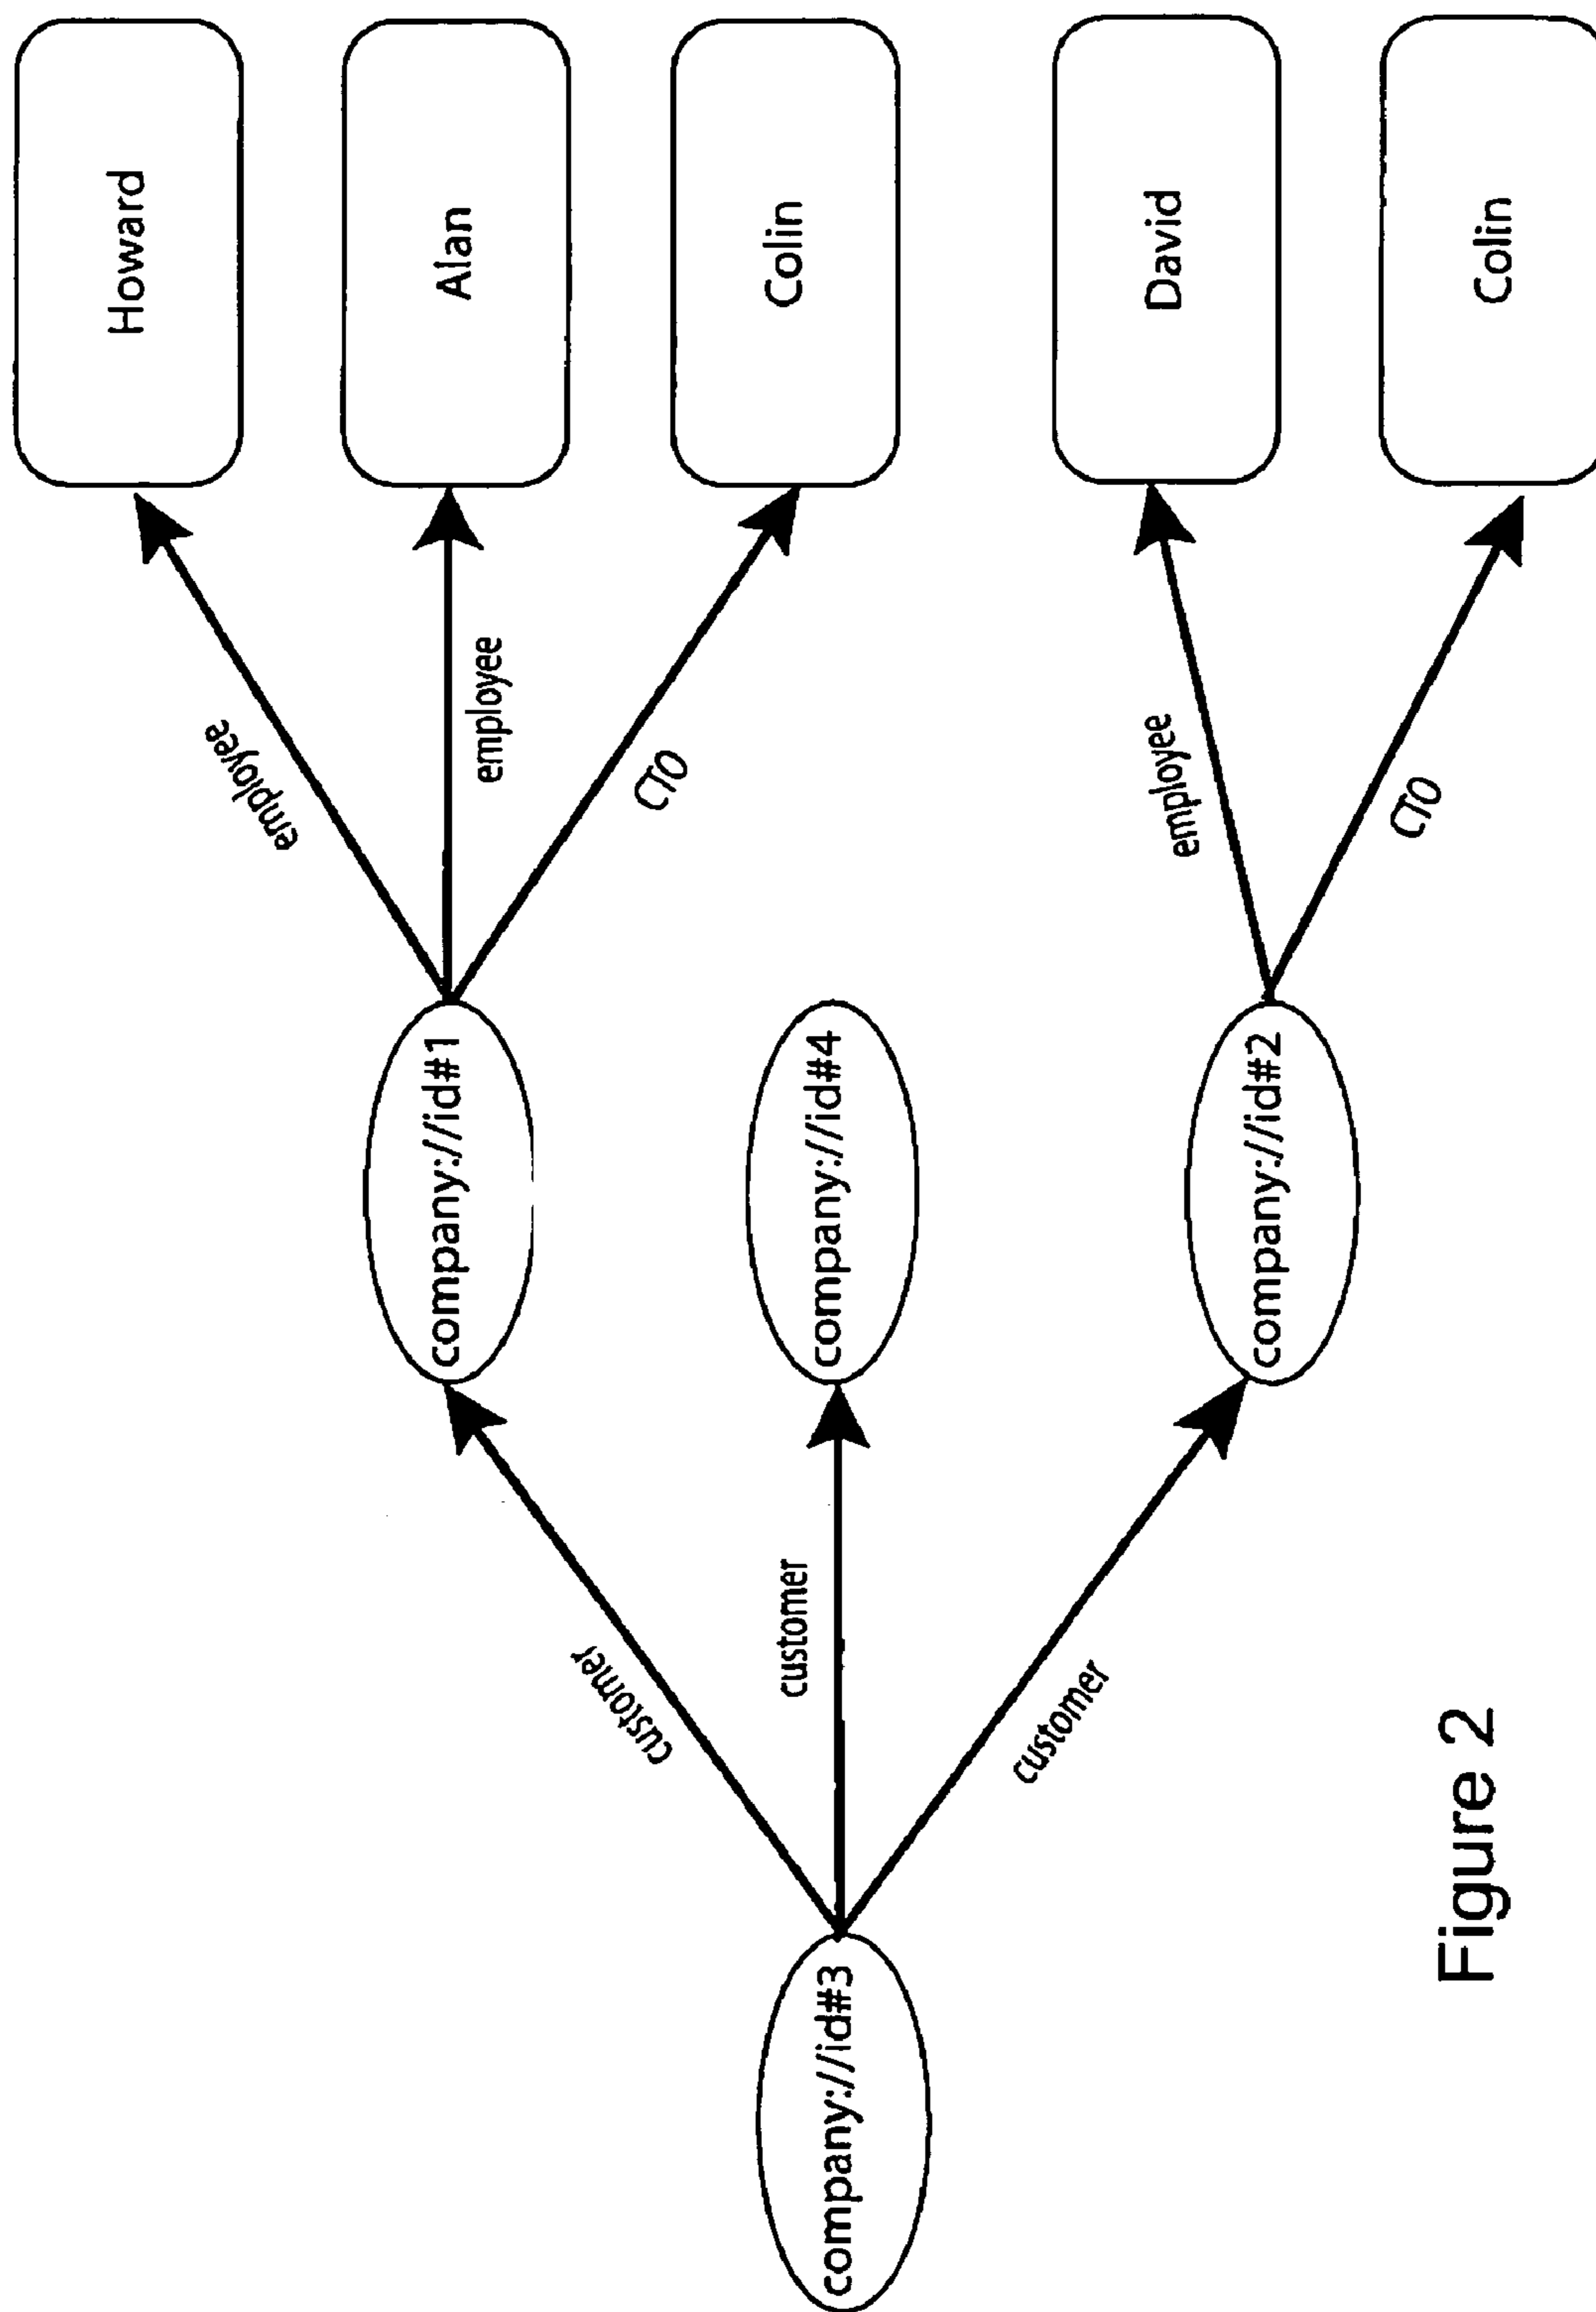 Howard
employee
customer
company://id#1
employee
Alan
CTO
Colin
company://id#3
customer
company://id#4
employee
David
customer
company://id#2
CTO
Colin
Figure 2